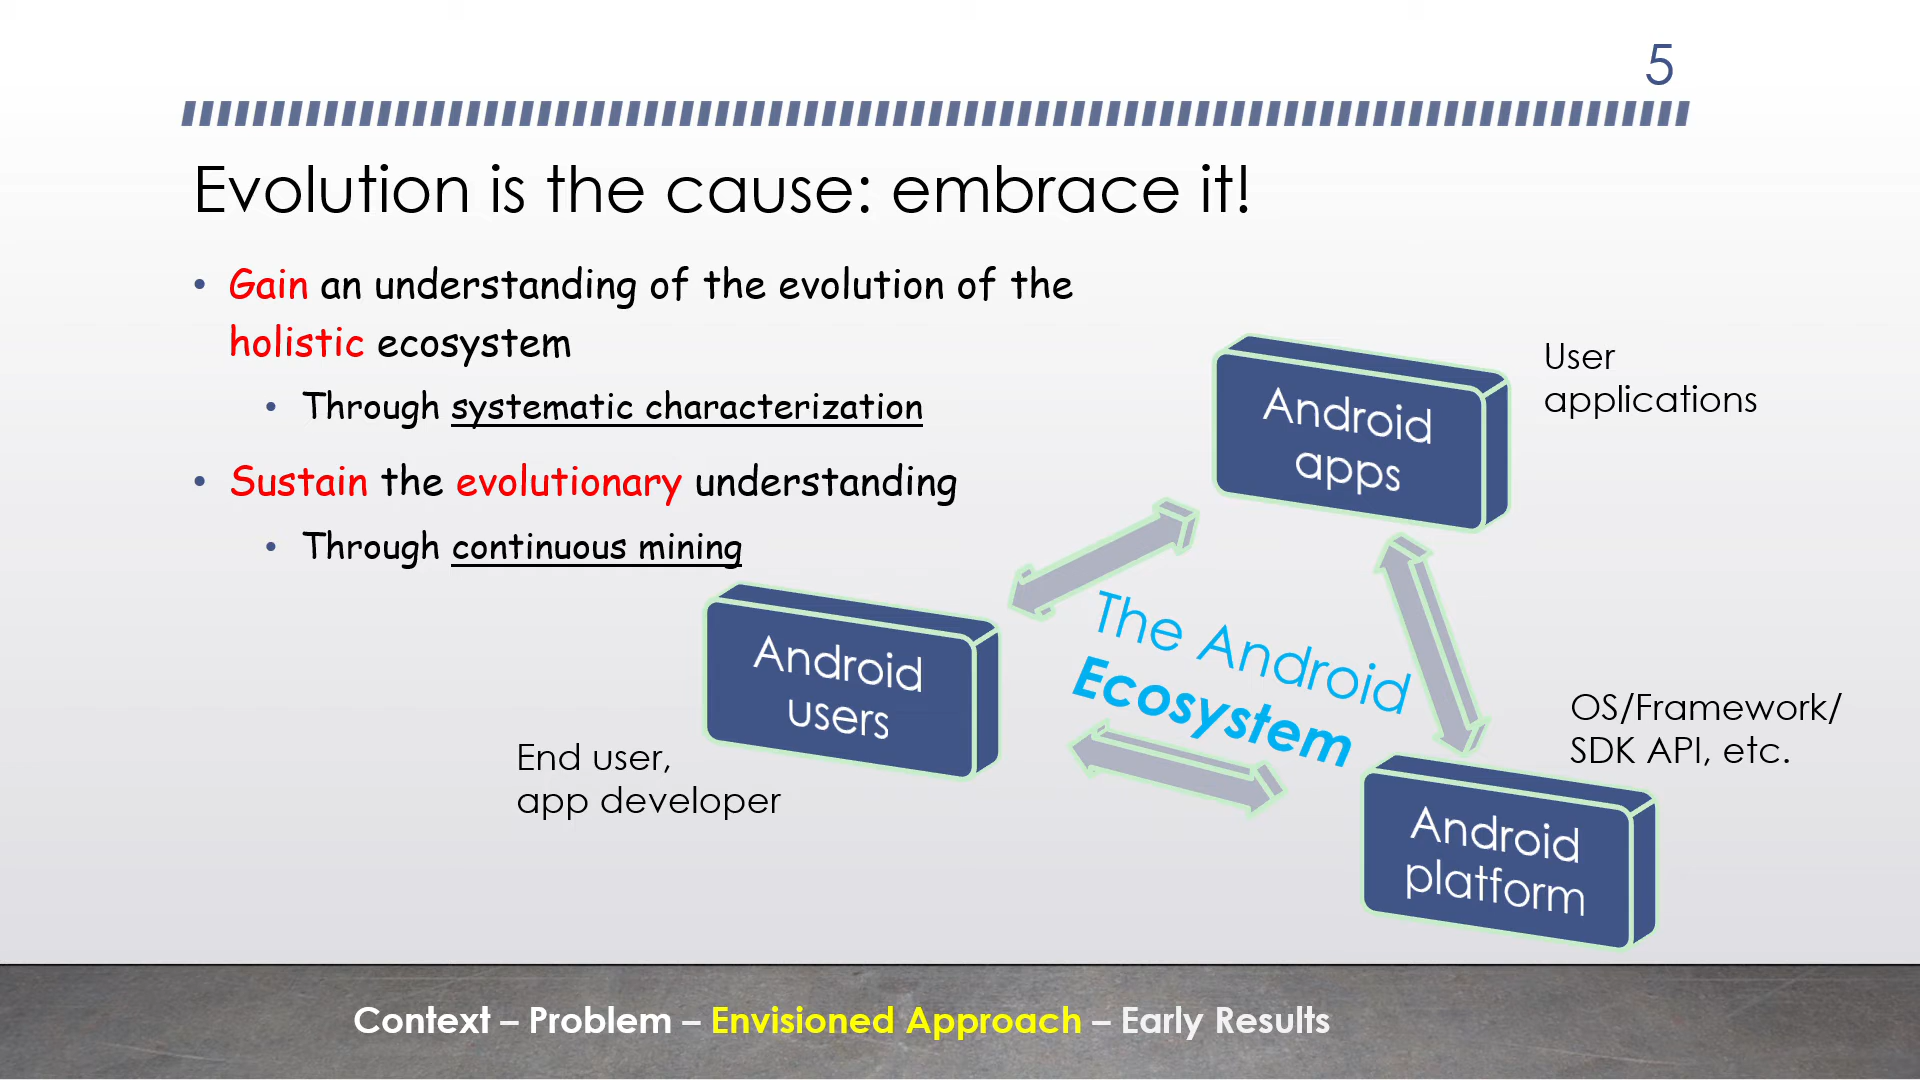 5
Evolution is the cause: embrace it!
• Gain an understanding of the evolution of the
holistic ecosystem
• Through systematic characterization
• Sustain the evolutionary understanding
• Through continuous mining
Android
apps
User
applications
The Android
Ecosystem
Android
users
End user,
app developer
OS/Framework/
SDK API, etc.
Android
platform
Context – Problem – Envisioned Approach – Early Results